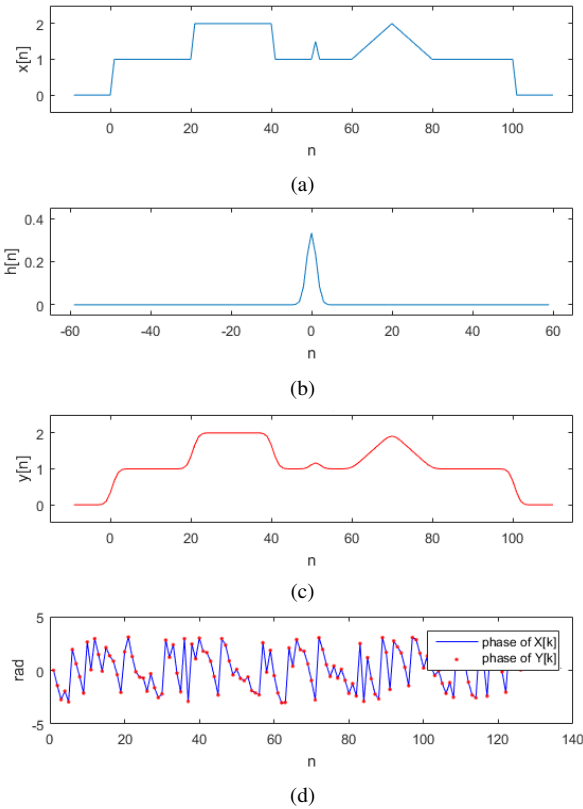 x[n]
2
1
0
0 20 40 60 80 100
n
(a)
h[n]
0.4
0.2
0
-60 -40 -20 0 20 40 60
n
(b)
y[n]
2
1
0
0 20 40 60 80 100
n
(c)
rad
5
0
-5
phase of X[k]
phase of Y[k]
0 20 40 60 80 100 120 140
n
(d)